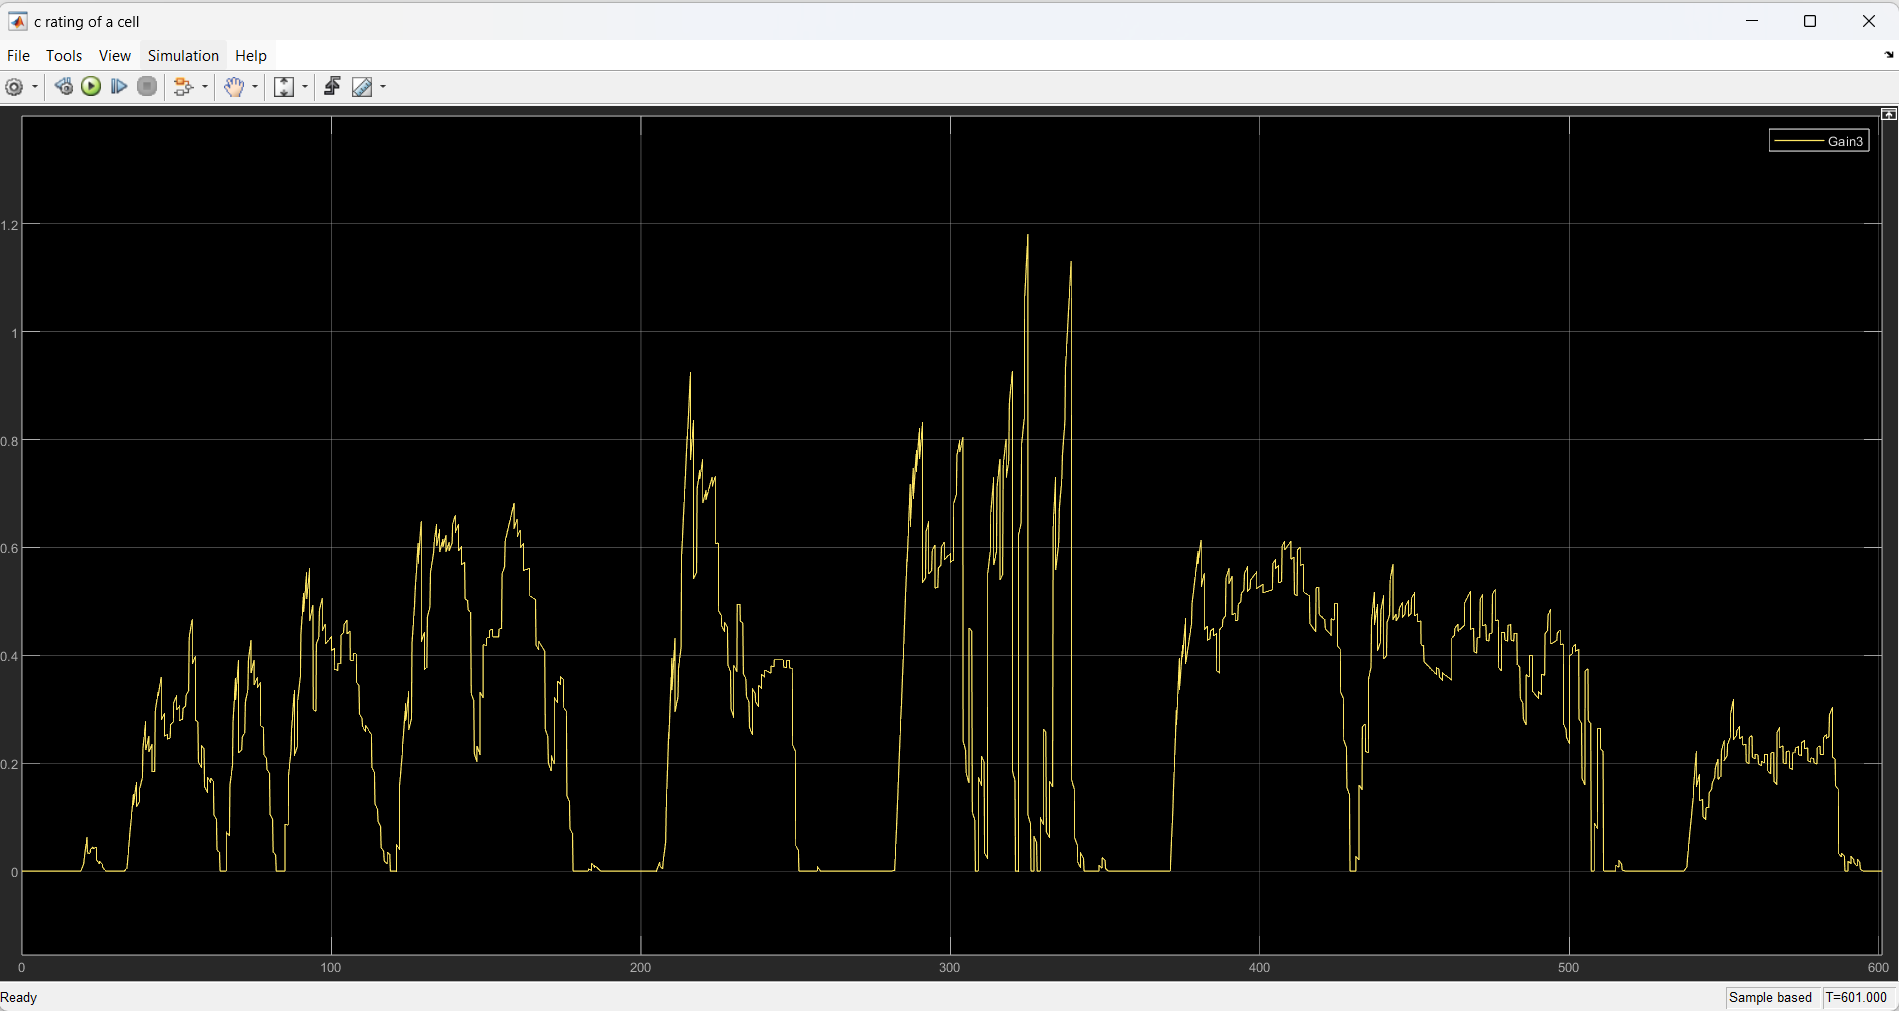 c rating of a cell
File Tools View Simulation Help
Gain3
1.2
1
0.8
0.6
0.4
0.2
0
0 100 200 300 400 500 600
Ready Sample based T=601.000